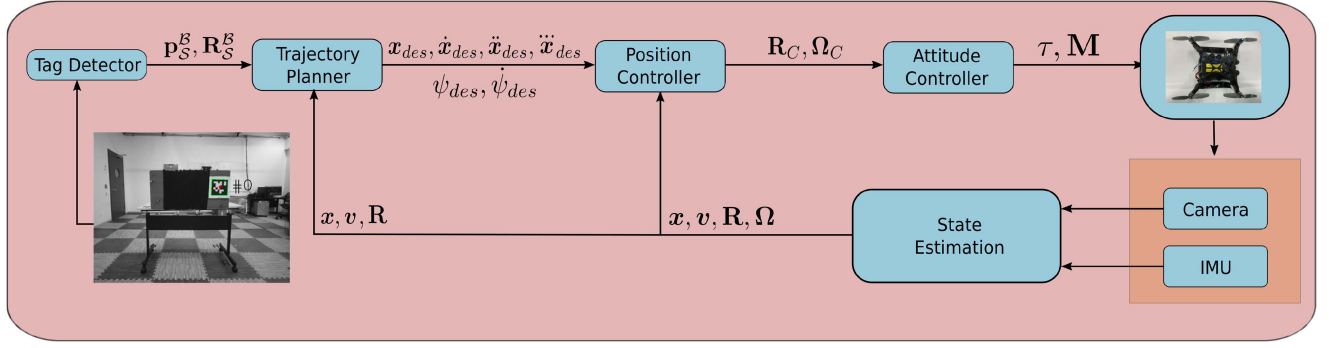 Tag Detector
𝐩_𝒮^ℬ, 𝐑_𝒮^ℬ
Trajectory
Planner
𝒙_des, ẋ_des, ẍ_des, x⃛_des
ψ_des, ψ̇_des
Position
Controller
𝐑_C, 𝛀_C
Attitude
Controller
τ, 𝐌
#0
𝒙, 𝒗, 𝐑
𝒙, 𝒗, 𝐑, 𝛀
State
Estimation
Camera
IMU